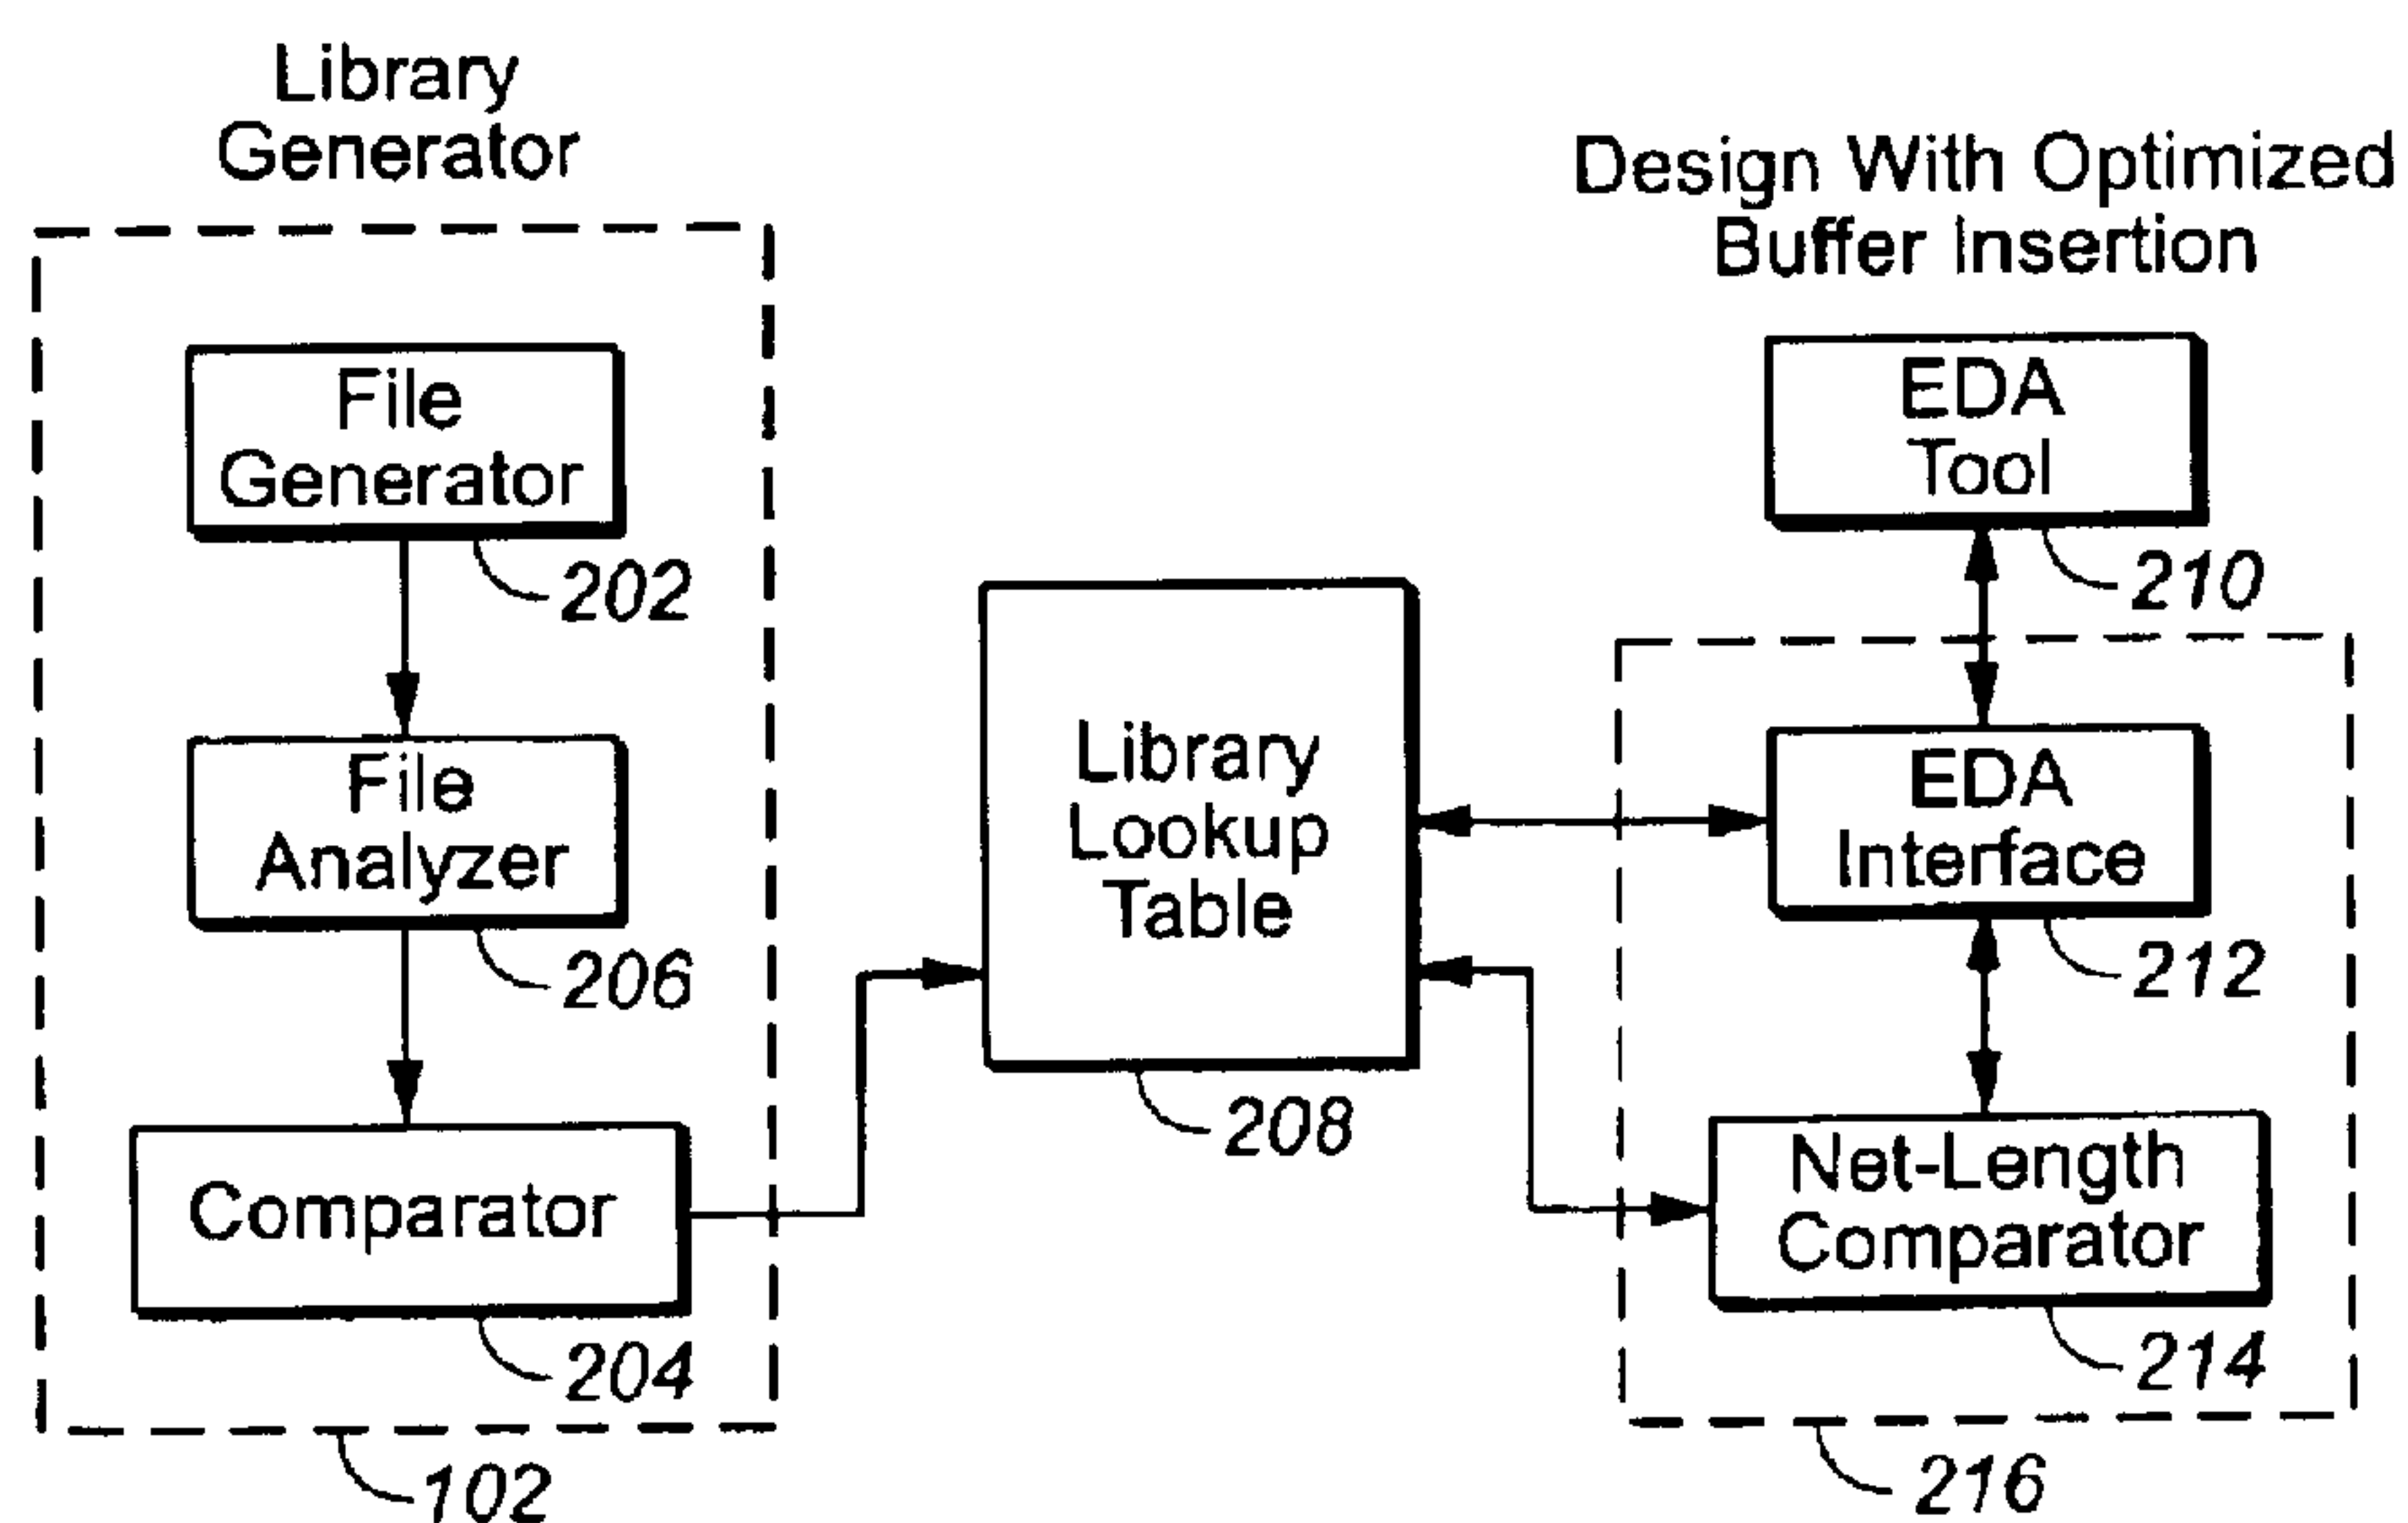 Library
Generator
File
Generator
202
File
Analyzer
206
Comparator
204
102
Library
Lookup
Table
208
Design With Optimized
Buffer Insertion
EDA
Tool
210
EDA
Interface
212
Net-Length
Comparator
214
216